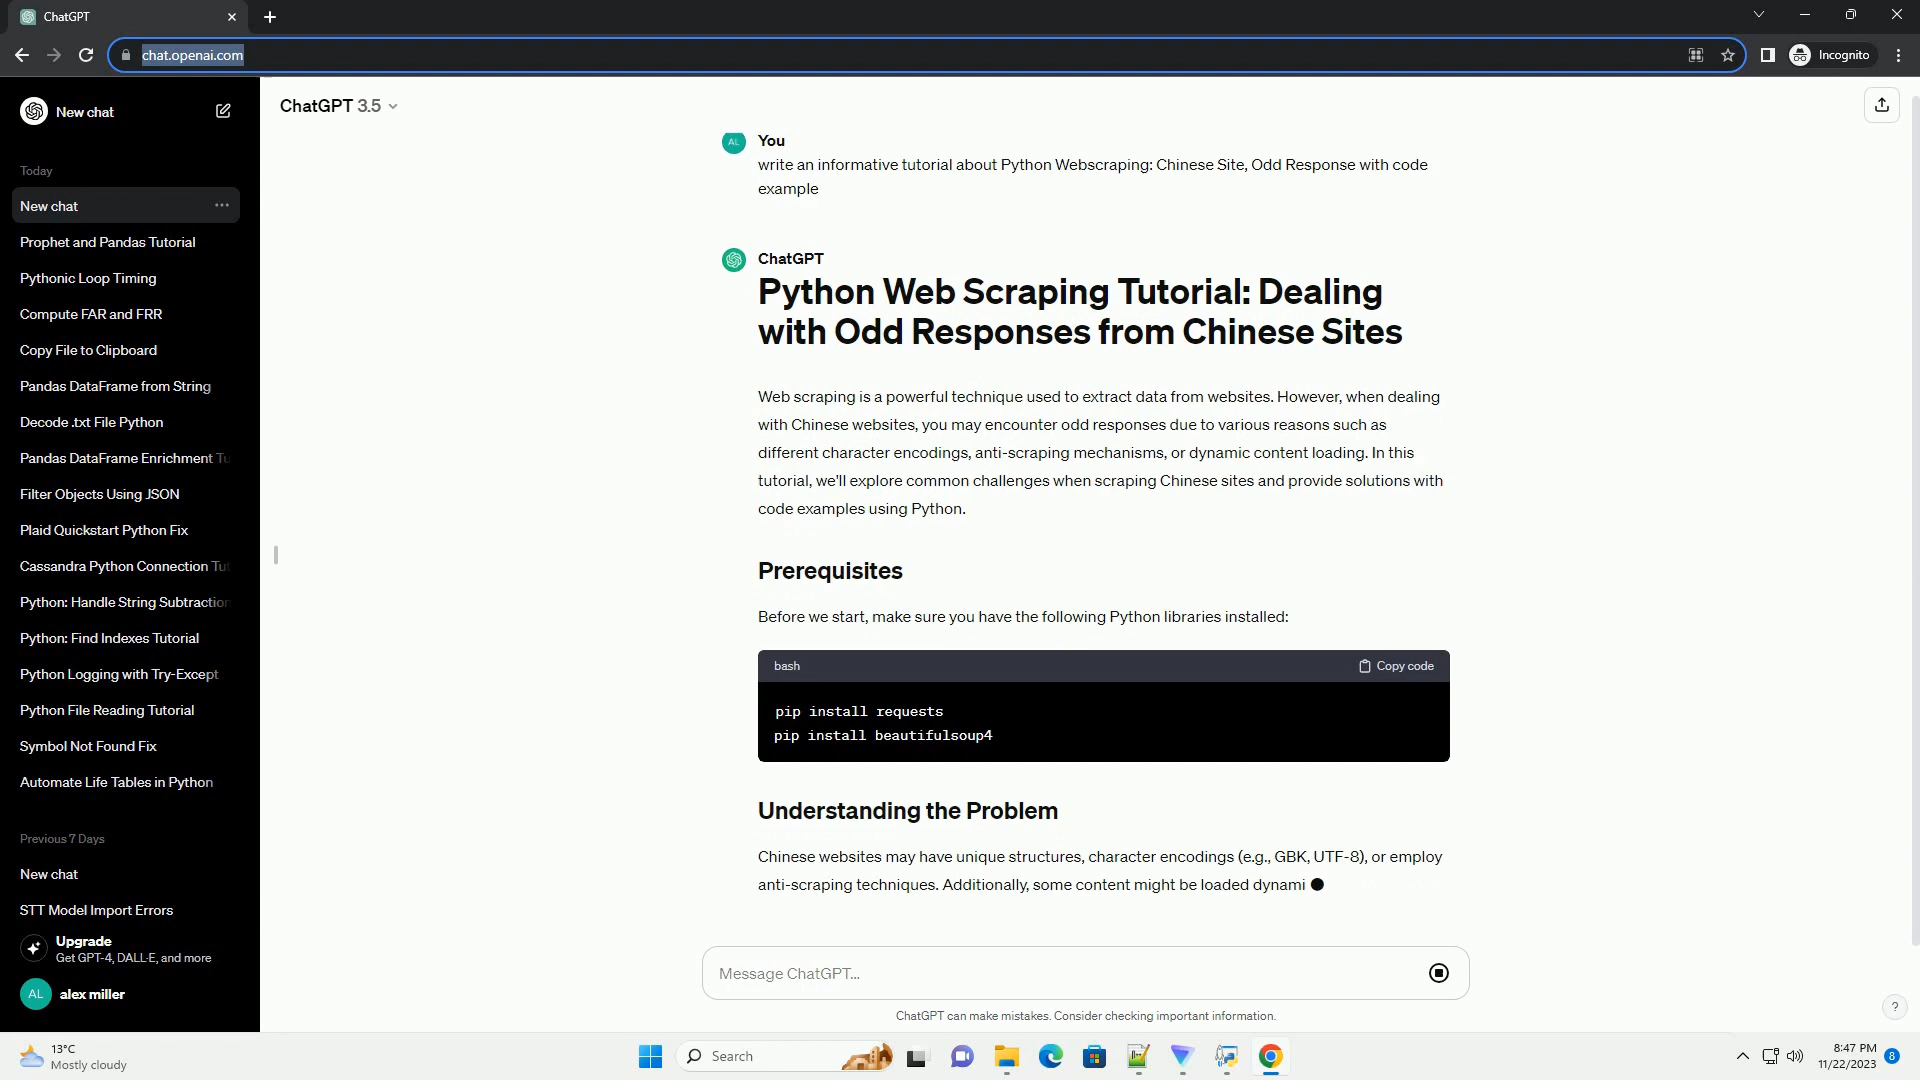 ChatGPT
chat.openai.com
Incognito
New chat
Today
New chat
Prophet and Pandas Tutorial
Pythonic Loop Timing
Compute FAR and FRR
Copy File to Clipboard
Pandas DataFrame from String
Decode .txt File Python
Pandas DataFrame Enrichment Tu
Filter Objects Using JSON
Plaid Quickstart Python Fix
Cassandra Python Connection Tut
Python: Handle String Subtraction
Python: Find Indexes Tutorial
Python Logging with Try-Except
Python File Reading Tutorial
Symbol Not Found Fix
Automate Life Tables in Python
Previous 7 Days
New chat
STT Model Import Errors
Upgrade
Get GPT-4, DALL·E, and more
AL alex miller
ChatGPT 3.5
AL You
write an informative tutorial about Python Webscraping: Chinese Site, Odd Response with code
example
ChatGPT
Python Web Scraping Tutorial: Dealing
with Odd Responses from Chinese Sites
Web scraping is a powerful technique used to extract data from websites. However, when dealing
with Chinese websites, you may encounter odd responses due to various reasons such as
different character encodings, anti-scraping mechanisms, or dynamic content loading. In this
tutorial, we'll explore common challenges when scraping Chinese sites and provide solutions with
code examples using Python.
Prerequisites
Before we start, make sure you have the following Python libraries installed:
bash Copy code
pip install requests
pip install beautifulsoup4
Understanding the Problem
Chinese websites may have unique structures, character encodings (e.g., GBK, UTF-8), or employ
anti-scraping techniques. Additionally, some content might be loaded dynami
Message ChatGPT...
ChatGPT can make mistakes. Consider checking important information.
?
13°C
Mostly cloudy
Search
8:47 PM
11/22/2023
8